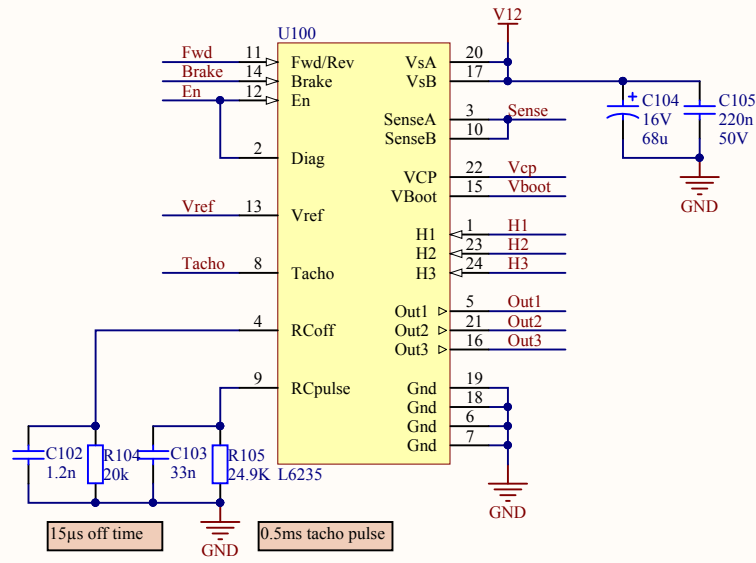 V12
U100
Fwd 11 Fwd/Rev VsA 20
Brake 14 Brake VsB 17
En 12 En
C104 C105
16V 220n
68u 50V
SenseA 3 Sense
SenseB 10
2 Diag
VCP 22 Vcp
VBoot 15 Vboot
GND
Vref 13 Vref
H1 1 H1
H2 23 H2
H3 24 H3
Tacho 8 Tacho
Out1 5 Out1
4 RCoff Out2 21 Out2
Out3 16 Out3
9 RCpulse Gnd 19
Gnd 18
Gnd 6
Gnd 7
C102 R104 C103 R105
1.2n 20k 33n 24.9K L6235
GND
15µs off time
GND
0.5ms tacho pulse